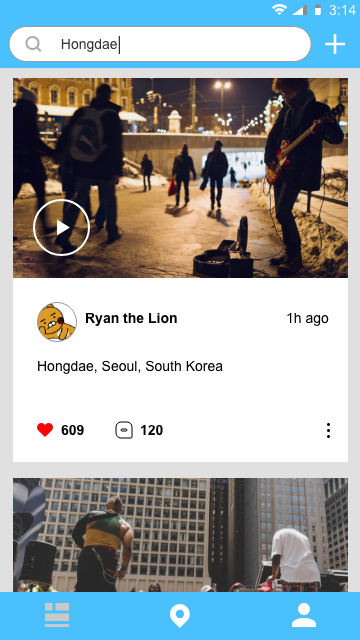 3:14
Hongdae
Ryan the Lion
1h ago
Hongdae, Seoul, South Korea
609
120